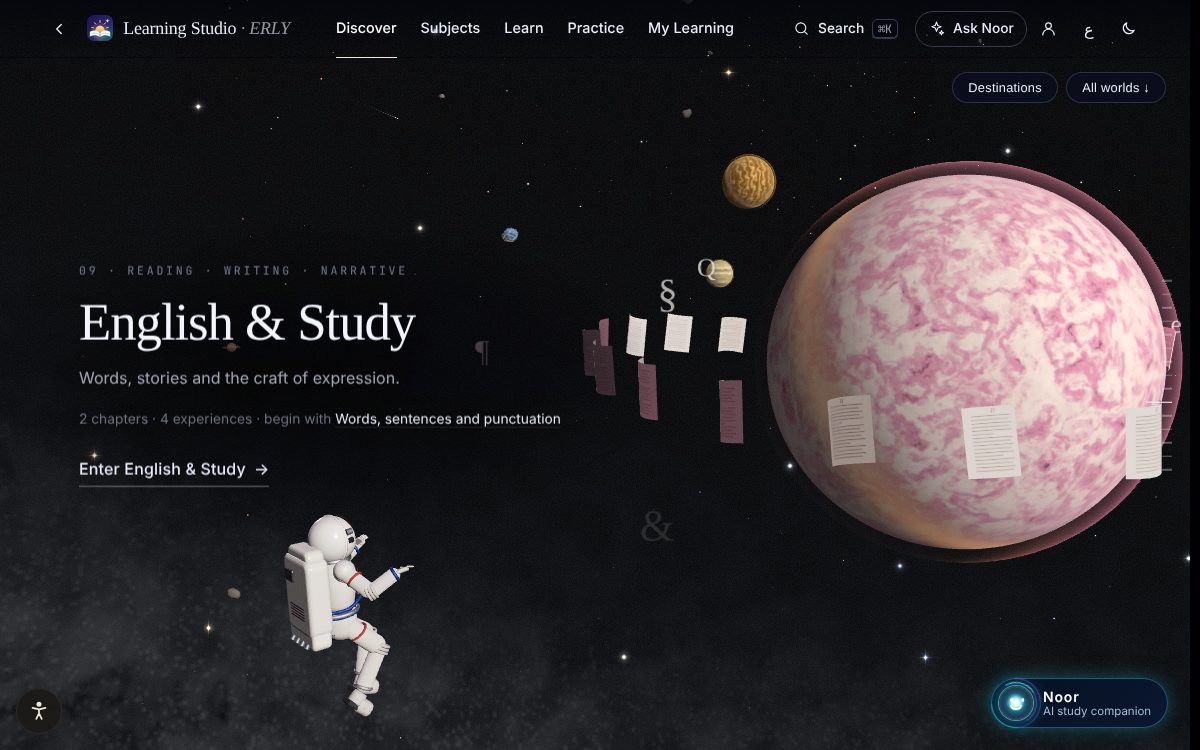 Learning Studio · ERLY
Discover
Subjects
Learn
Practice
My Learning
Search
⌘K
Ask Noor
ع
Destinations
All worlds ↓
09 · READING · WRITING · NARRATIVE
Q
§
¶
English & Study
Words, stories and the craft of expression.
2 chapters · 4 experiences · begin with Words, sentences and punctuation
Enter English & Study →
&
Noor
AI study companion